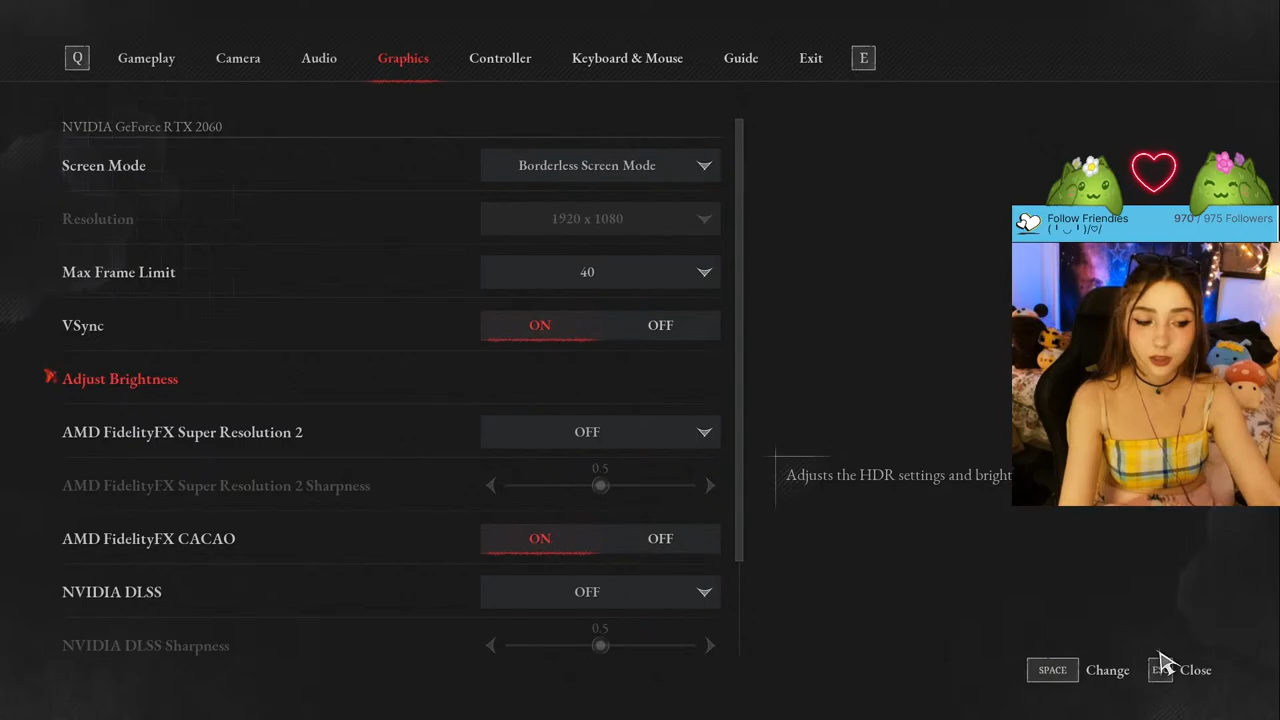 Q Gameplay Camera Audio Graphics Controller Keyboard & Mouse Guide Exit E
NVIDIA GeForce RTX 2060
Screen Mode Borderless Screen Mode
Resolution 1920 x 1080
Max Frame Limit 40
VSync ON OFF
Adjust Brightness
AMD FidelityFX Super Resolution 2 OFF
0.5
AMD FidelityFX Super Resolution 2 Sharpness
AMD FidelityFX CACAO ON OFF
NVIDIA DLSS OFF
0.5
NVIDIA DLSS Sharpness
Follow Friendies 970 / 975 Followers
Adjusts the HDR settings and bright
SPACE Change Close